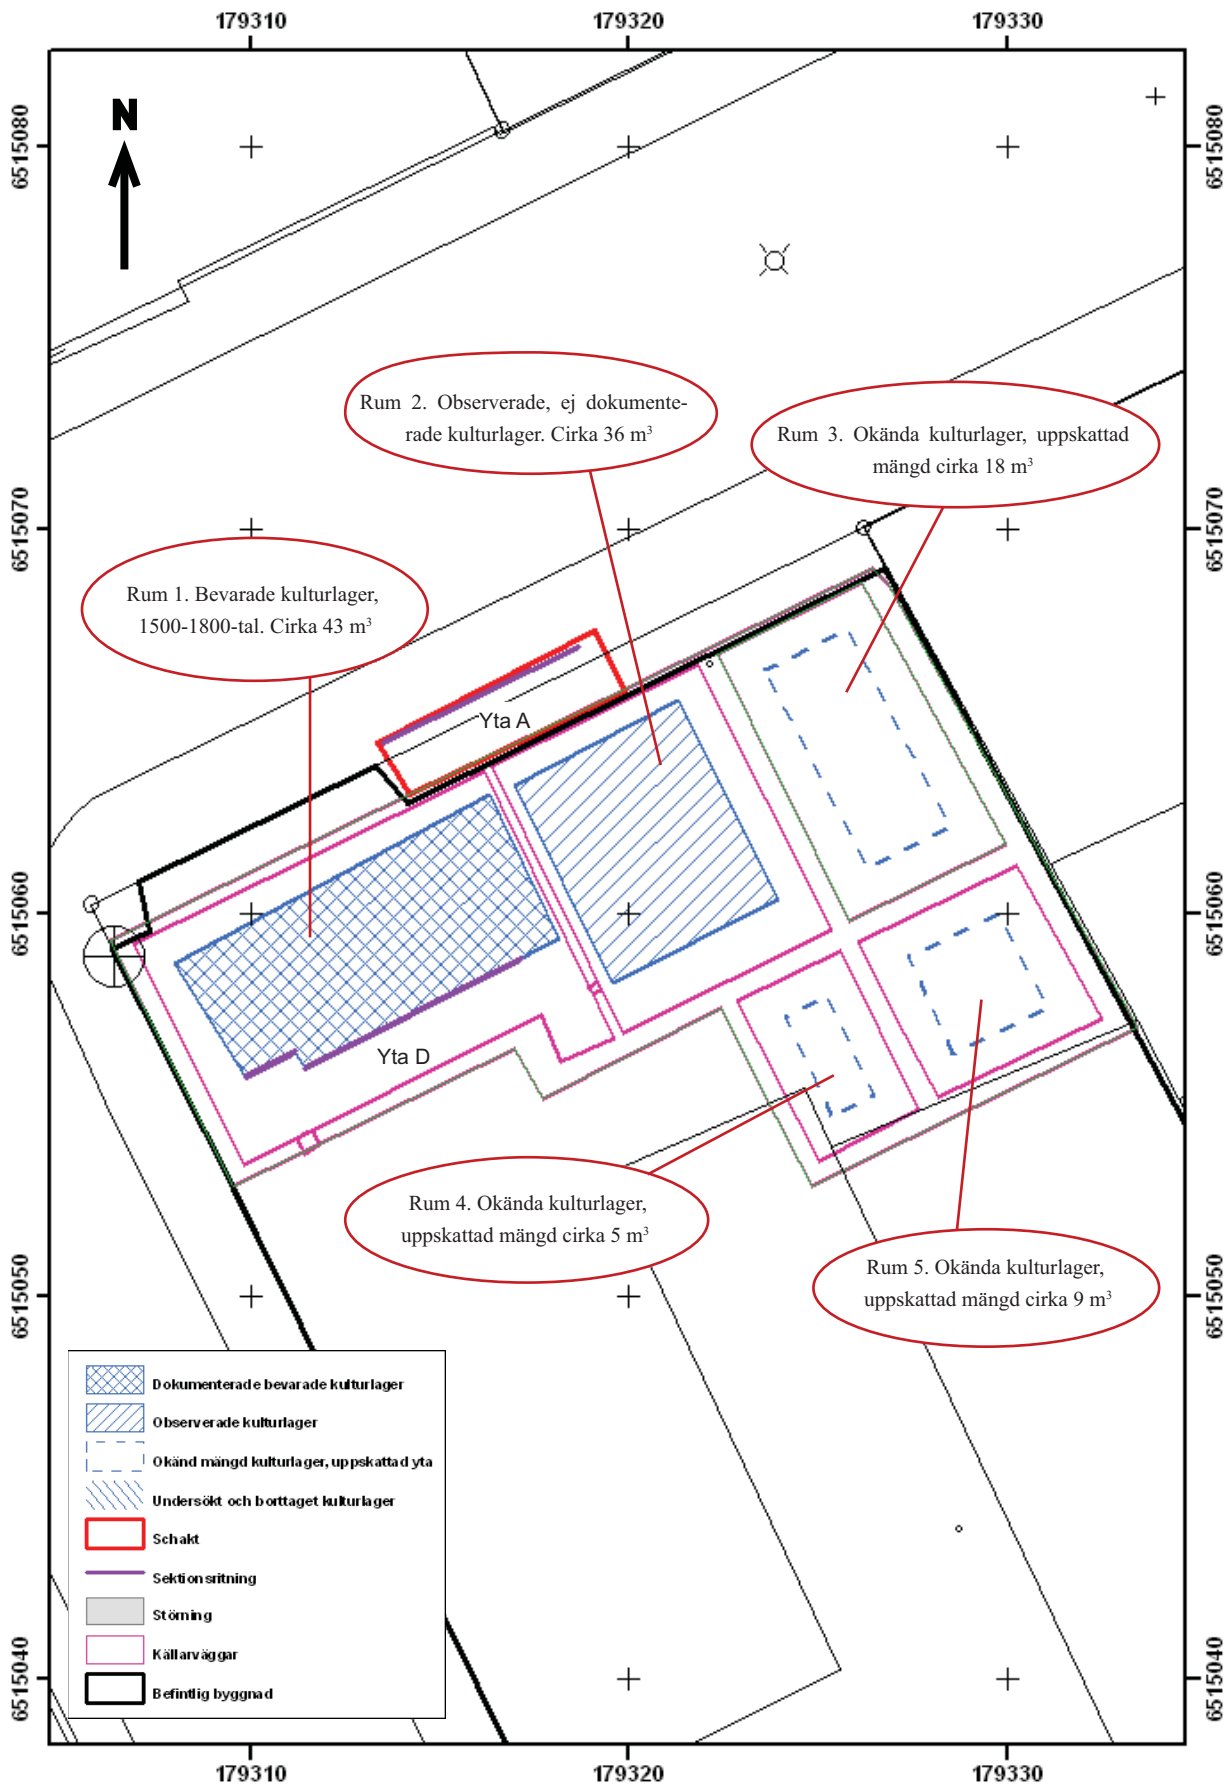 179310
179320
179330
N
6515080
6515080
Rum 2. Observerade, ej dokumente-
rade kulturlager. Cirka 36 m³
Rum 3. Okända kulturlager, uppskattad
mängd cirka 18 m³
6515070
6515070
Rum 1. Bevarade kulturlager,
1500-1800-tal. Cirka 43 m³
Yta A
6515060
6515060
Yta D
Rum 4. Okända kulturlager,
uppskattad mängd cirka 5 m³
Rum 5. Okända kulturlager,
uppskattad mängd cirka 9 m³
6515050
6515050
Dokumenterade bevarade kulturlager
Observerade kulturlager
Okänd mängd kulturlager, uppskattad yta
Undersökt och borttaget kulturlager
Schakt
Sektionsritning
Störning
Källarväggar
Befintlig byggnad
6515040
6515040
179310
179320
179330